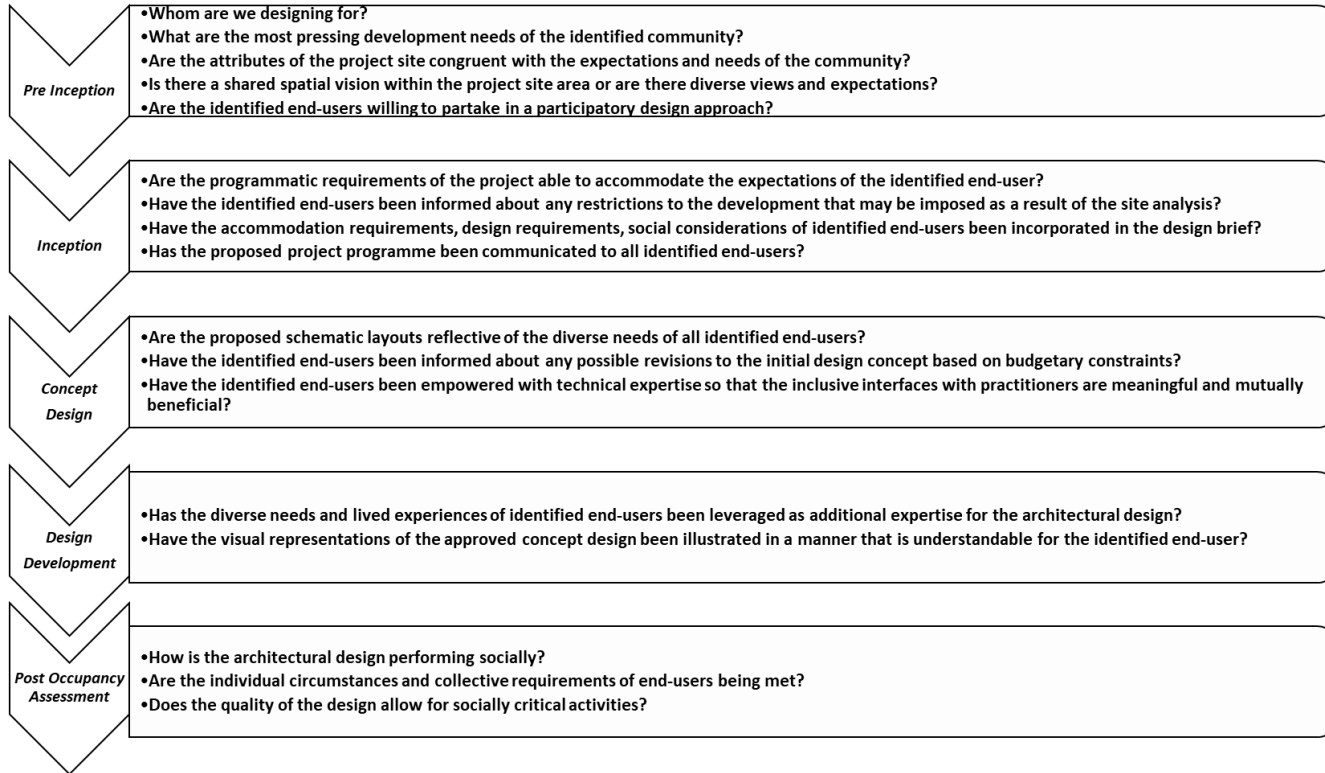 Pre Inception
•Whom are we designing for?
•What are the most pressing development needs of the identified community?
•Are the attributes of the project site congruent with the expectations and needs of the community?
•Is there a shared spatial vision within the project site area or are there diverse views and expectations?
•Are the identified end-users willing to partake in a participatory design approach?
Inception
•Are the programmatic requirements of the project able to accommodate the expectations of the identified end-user?
•Have the identified end-users been informed about any restrictions to the development that may be imposed as a result of the site analysis?
•Have the accommodation requirements, design requirements, social considerations of identified end-users been incorporated in the design brief?
•Has the proposed project programme been communicated to all identified end-users?
Concept
Design
•Are the proposed schematic layouts reflective of the diverse needs of all identified end-users?
•Have the identified end-users been informed about any possible revisions to the initial design concept based on budgetary constraints?
•Have the identified end-users been empowered with technical expertise so that the inclusive interfaces with practitioners are meaningful and mutually
beneficial?
Design
Development
•Has the diverse needs and lived experiences of identified end-users been leveraged as additional expertise for the architectural design?
•Have the visual representations of the approved concept design been illustrated in a manner that is understandable for the identified end-user?
Post Occupancy
Assessment
•How is the architectural design performing socially?
•Are the individual circumstances and collective requirements of end-users being met?
•Does the quality of the design allow for socially critical activities?